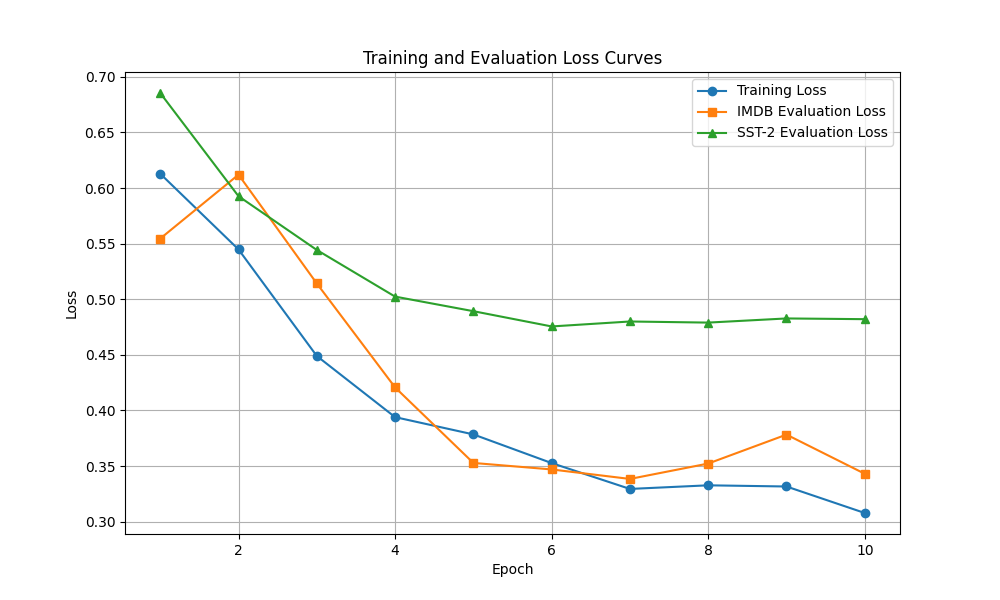 Training and Evaluation Loss Curves
Training Loss
IMDB Evaluation Loss
SST-2 Evaluation Loss
0.70
0.65
0.60
0.55
0.50
0.45
0.40
0.35
0.30
Loss
2 4 6 8 10
Epoch